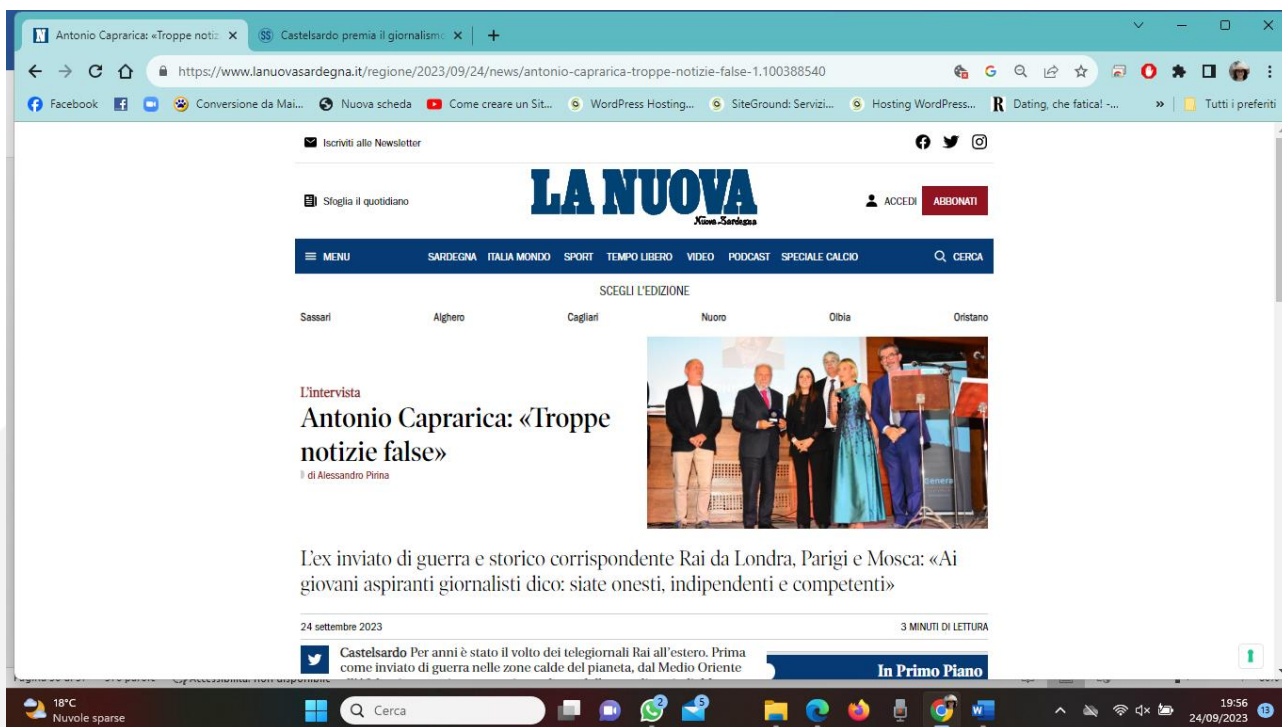 Antonio Caprarica: «Troppe notiz
Castelsardo premia il giornalismo
https://www.lanuovasardegna.it/regione/2023/09/24/news/antonio-caprarica-troppe-notizie-false-1.100388540
Facebook Conversione da Mai... Nuova scheda Come creare un Sit... WordPress Hosting... SiteGround: Servizi... Hosting WordPress... R Dating, che fatica! -... » Tutti i preferiti
Iscriviti alle Newsletter
Sfoglia il quotidiano
LA NUOVA
Nuova Sardegna
ACCEDI ABBONATI
MENU SARDEGNA ITALIA MONDO SPORT TEMPO LIBERO VIDEO PODCAST SPECIALE CALCIO CERCA
SCEGLI L'EDIZIONE
Sassari Alghero Cagliari Nuoro Olbia Oristano
L'intervista
Antonio Caprarica: «Troppe
notizie false»
di Alessandro Pirina
L'ex inviato di guerra e storico corrispondente Rai da Londra, Parigi e Mosca: «Ai
giovani aspiranti giornalisti dico: siate onesti, indipendenti e competenti»
24 settembre 2023 3 MINUTI DI LETTURA
Castelsardo Per anni è stato il volto dei telegiornali Rai all'estero. Prima
come inviato di guerra nelle zone calde del pianeta, dal Medio Oriente
In Primo Piano
18°C
Nuvole sparse
Cerca
2
5
19:56
24/09/2023
13